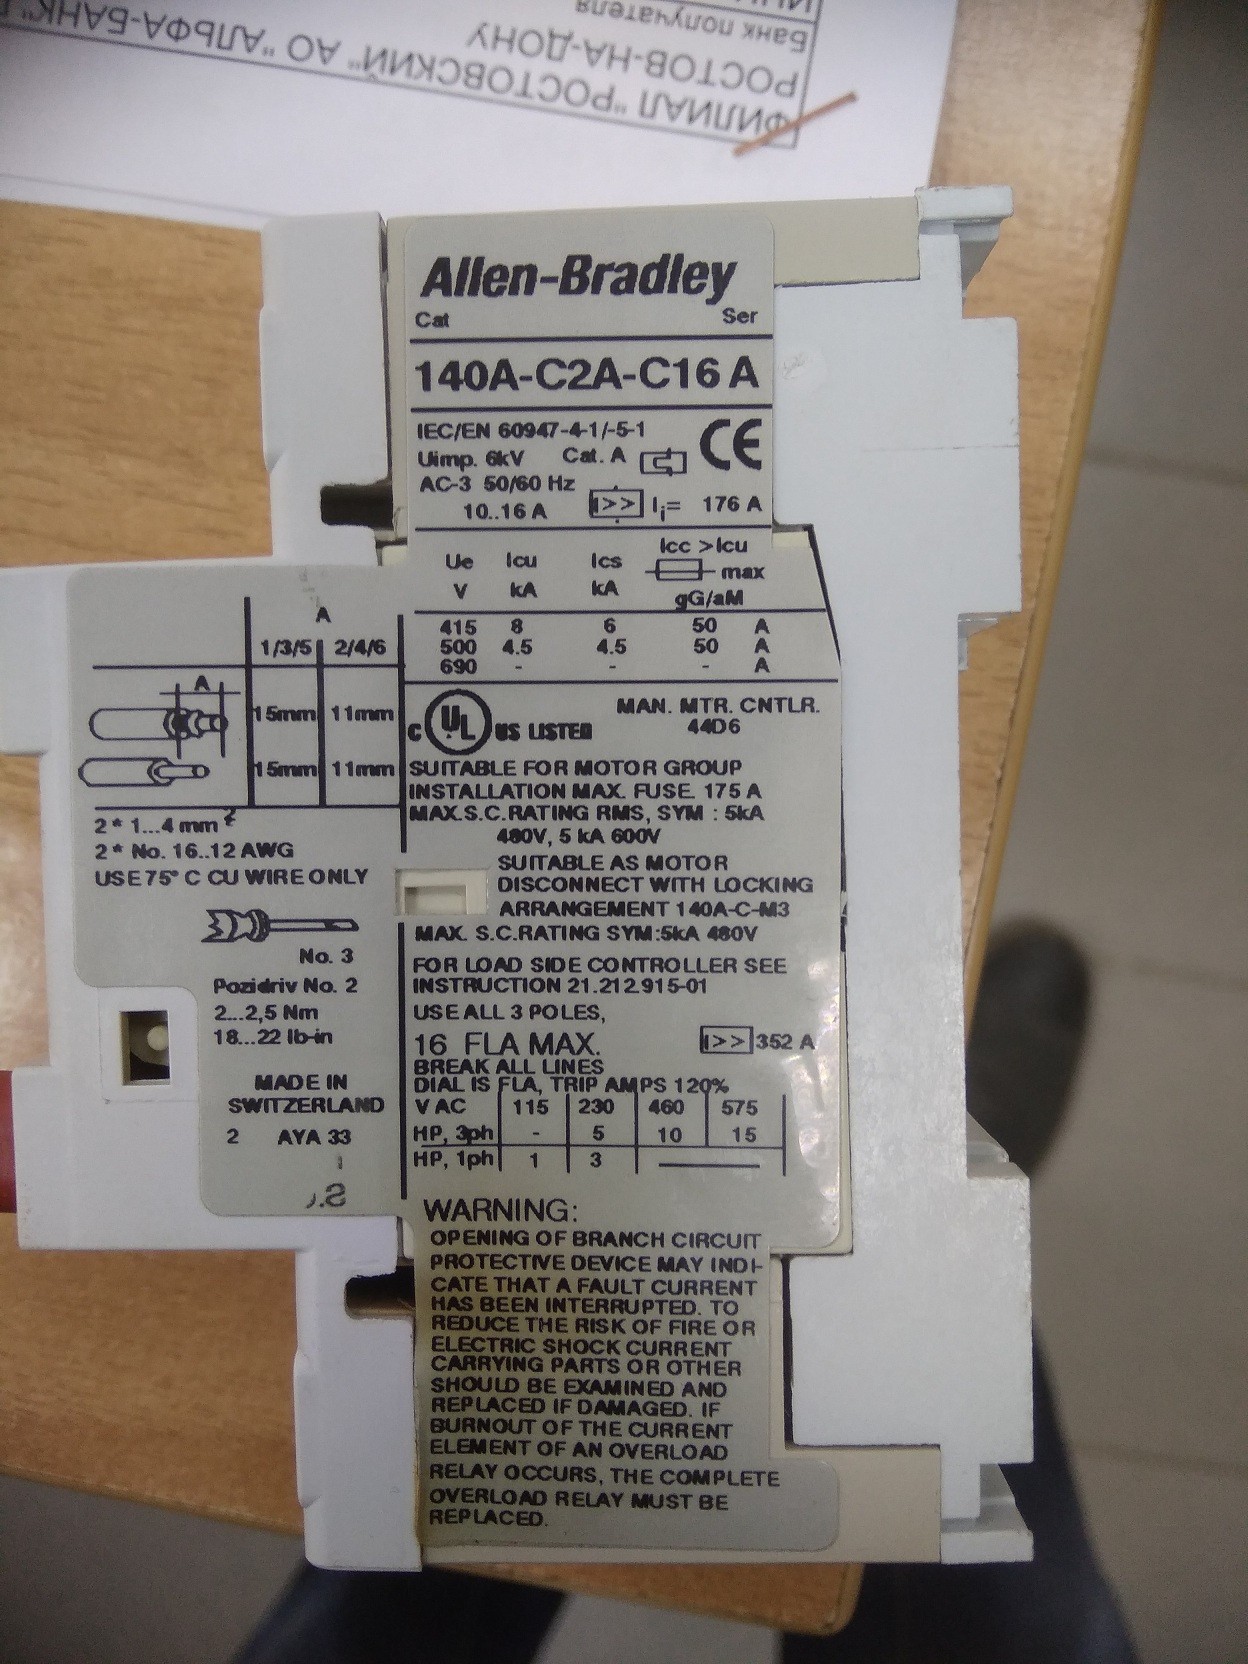 ФИЛИАЛ "РОСТОВСКИЙ" АО "АЛЬФА-БАНК"
РОСТОВ-НА-ДОНУ
Банк получателя
Allen-Bradley
Cat Ser
140A-C2A-C16 A
IEC/EN 60947-4-1/-5-1
Uimp. 6kV Cat. A
CE
AC-3 50/60 Hz
10..16 A I>> Ii= 176 A
Ue Icu Ics Icc >Icu
max
V kA kA gG/aM
415 8 6 50 A
500 4.5 4.5 50 A
690 - - - A
A
1/3/5 2/4/6
A
15mm 11mm
15mm 11mm
2* 1...4 mm²
2* No. 16..12 AWG
USE 75° C CU WIRE ONLY
No. 3
Pozidriv No. 2
2...2,5 Nm
18...22 lb-in
MADE IN
SWITZERLAND
2 AYA 33
C UL US LISTED
MAN. MTR. CNTLR.
44D6
SUITABLE FOR MOTOR GROUP
INSTALLATION MAX. FUSE. 175 A
MAX.S.C.RATING RMS, SYM : 5kA
480V, 5 kA 600V
SUITABLE AS MOTOR
DISCONNECT WITH LOCKING
ARRANGEMENT 140A-C-M3
MAX. S.C.RATING SYM:5kA 480V
FOR LOAD SIDE CONTROLLER SEE
INSTRUCTION 21.212.915-01
USE ALL 3 POLES,
16 FLA MAX. I>> 352 A
BREAK ALL LINES
DIAL IS FLA, TRIP AMPS 120%
V AC 115 230 460 575
HP, 3ph - 5 10 15
HP, 1ph 1 3
WARNING:
OPENING OF BRANCH CIRCUIT
PROTECTIVE DEVICE MAY INDI-
CATE THAT A FAULT CURRENT
HAS BEEN INTERRUPTED. TO
REDUCE THE RISK OF FIRE OR
ELECTRIC SHOCK CURRENT
CARRYING PARTS OR OTHER
SHOULD BE EXAMINED AND
REPLACED IF DAMAGED. IF
BURNOUT OF THE CURRENT
ELEMENT OF AN OVERLOAD
RELAY OCCURS, THE COMPLETE
OVERLOAD RELAY MUST BE
REPLACED.